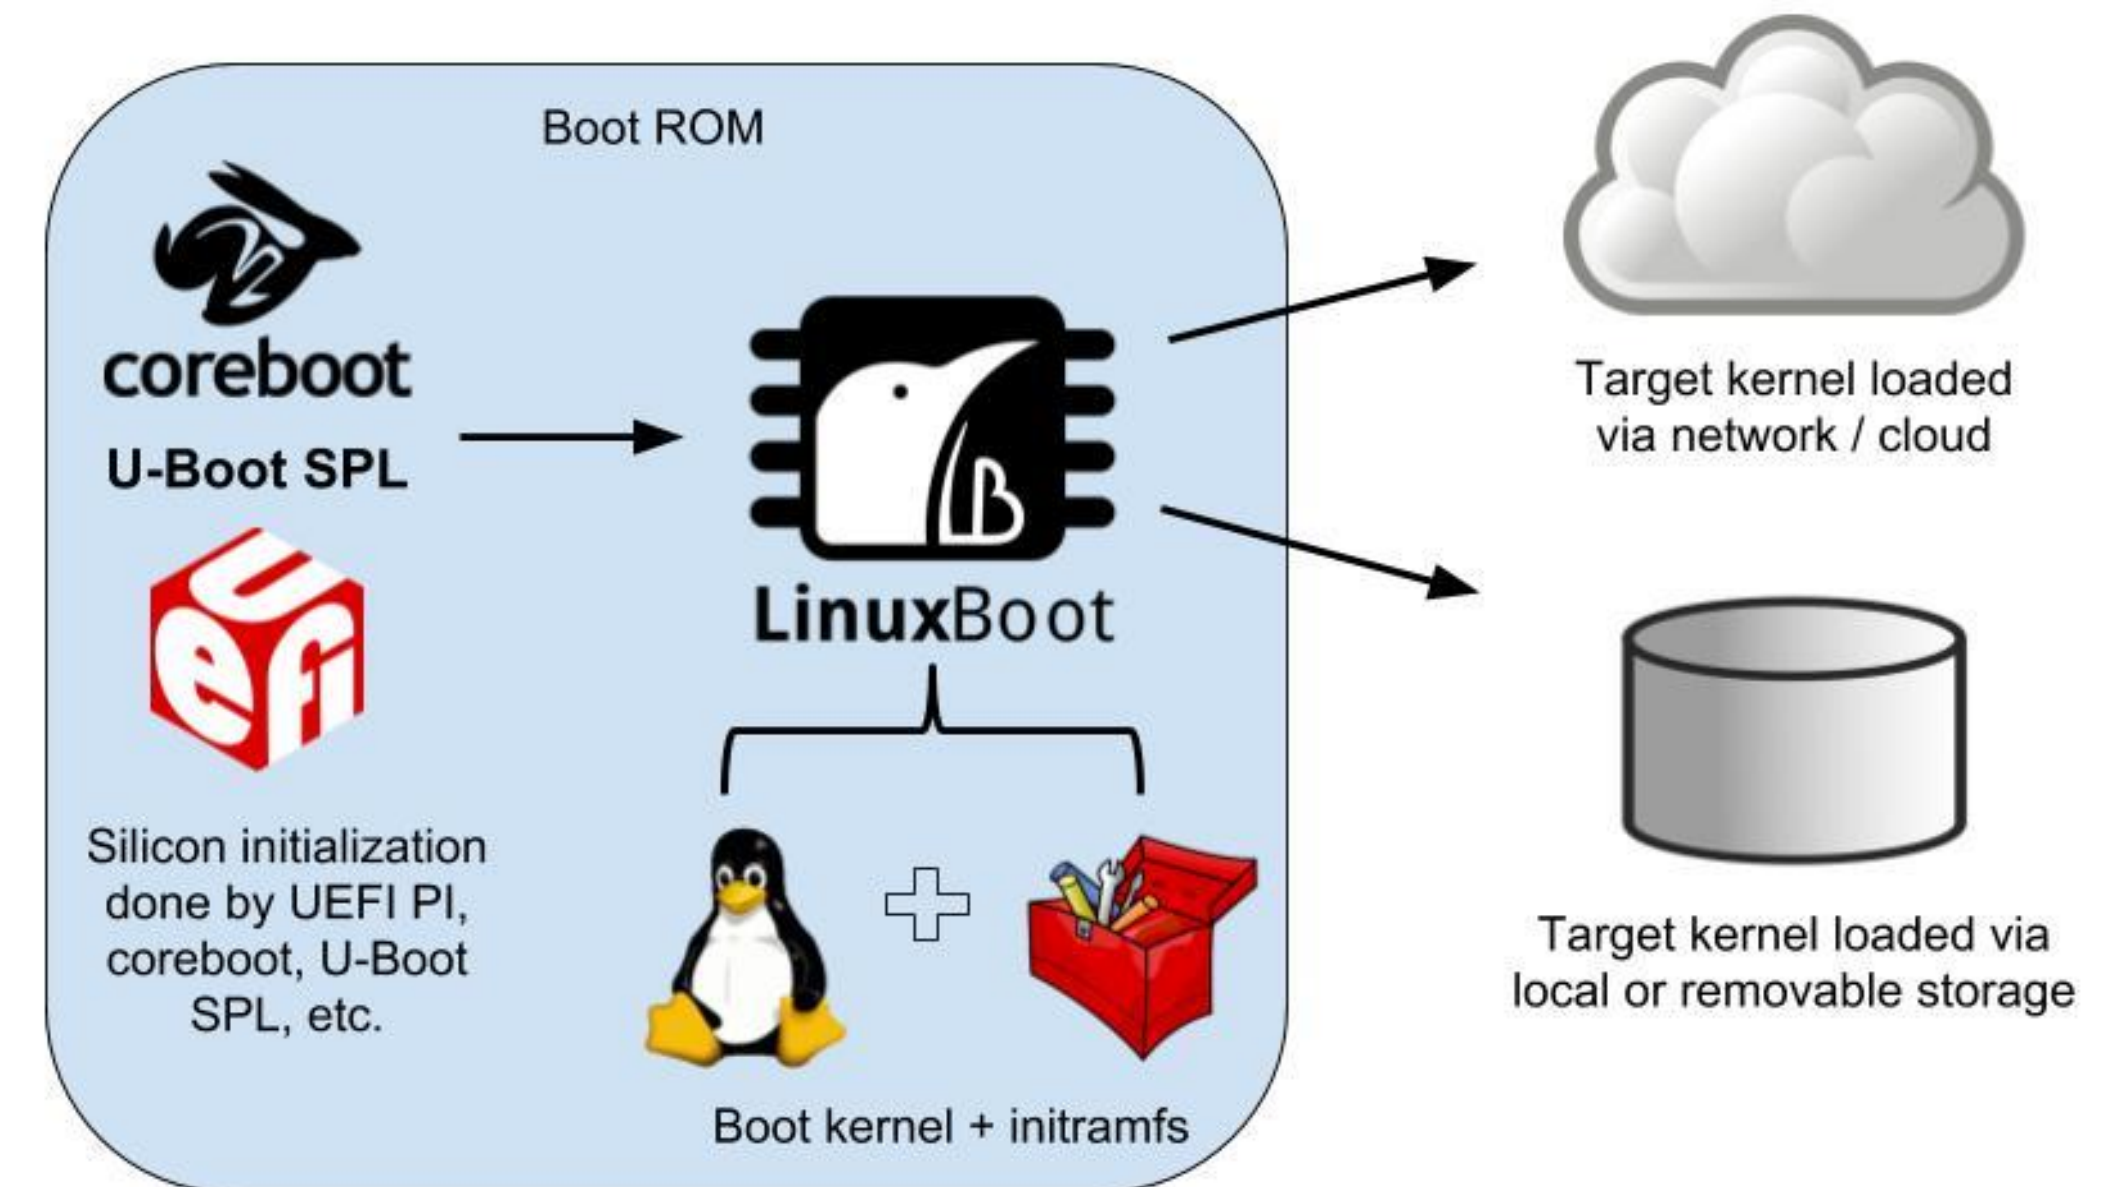 Boot ROM
coreboot
U-Boot SPL
UEFI
Silicon initialization
done by UEFI PI,
coreboot, U-Boot
SPL, etc.
B
LinuxBoot
Boot kernel + initramfs
Target kernel loaded
via network / cloud
Target kernel loaded via
local or removable storage